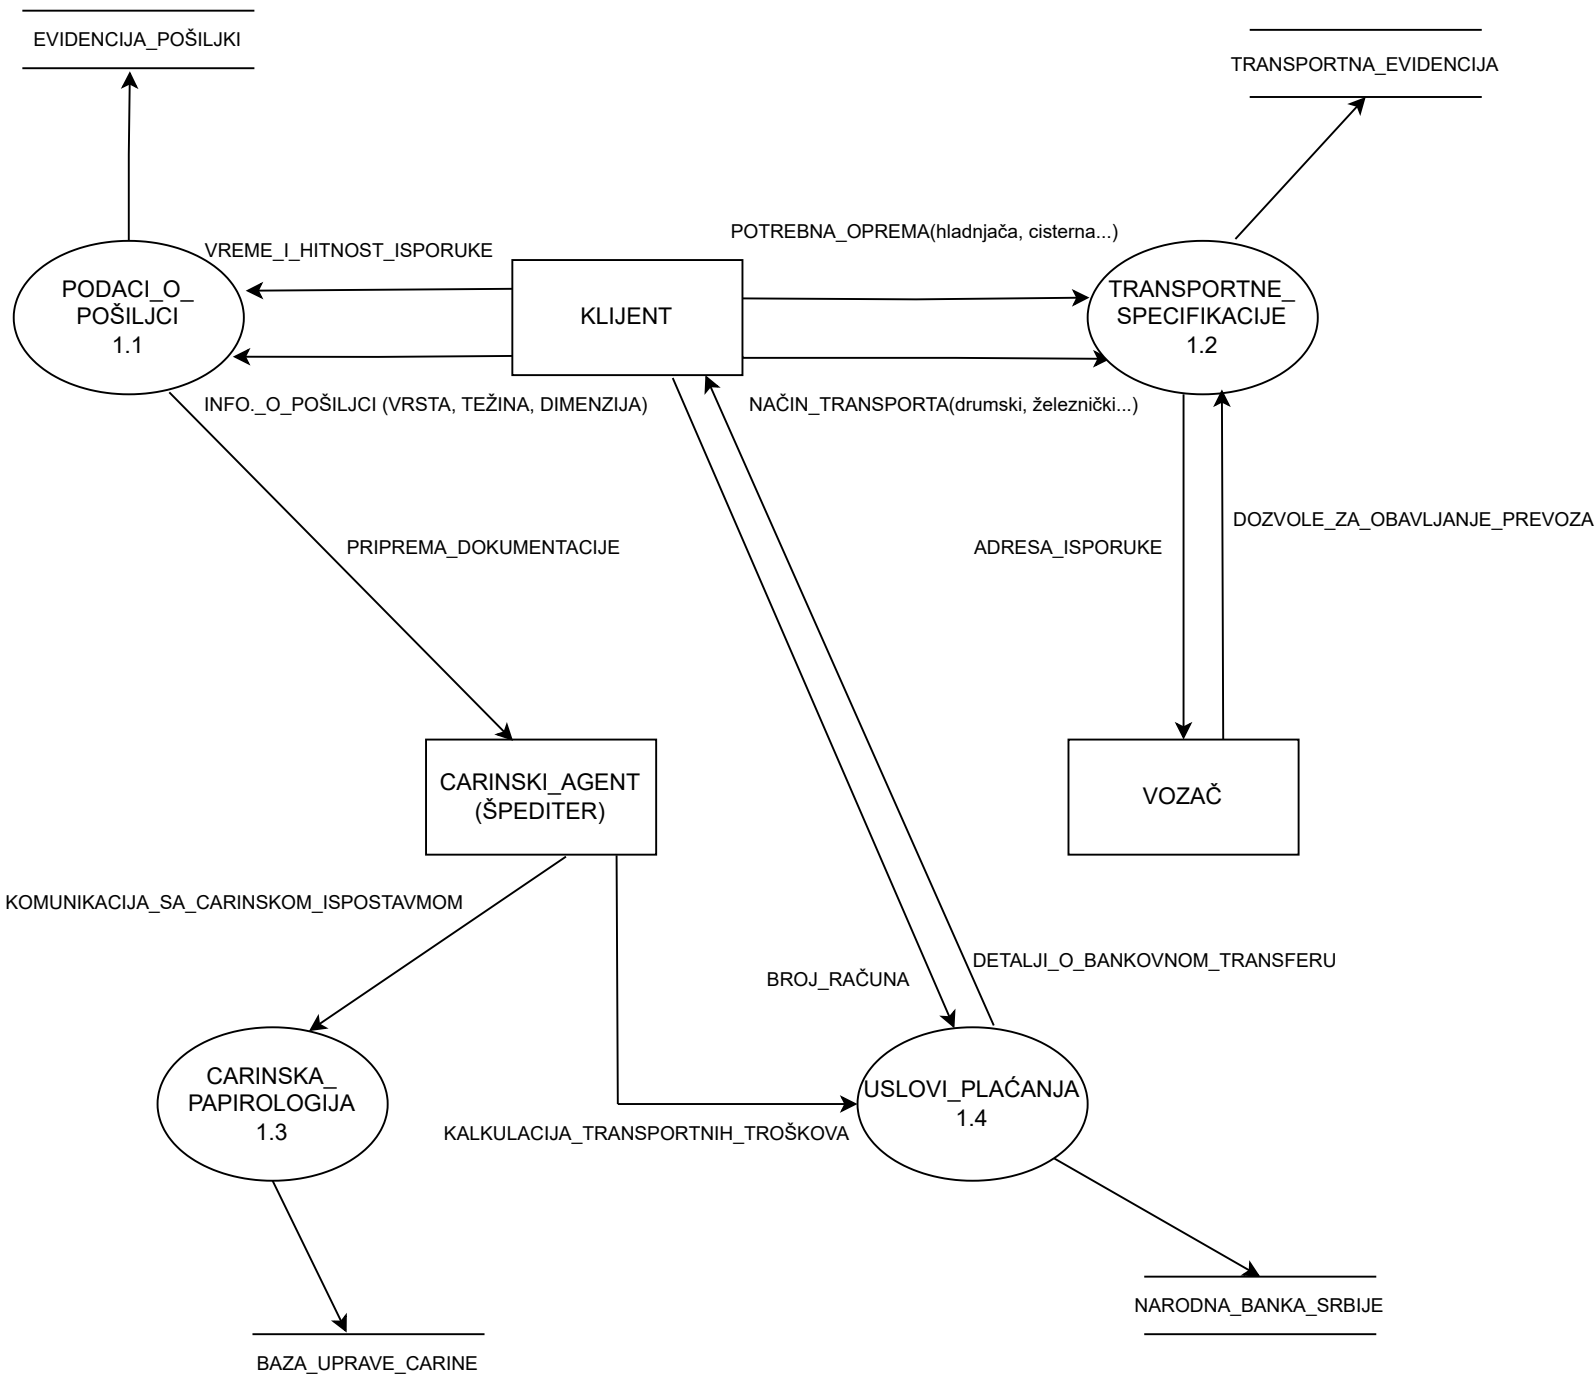 EVIDENCIJA_POŠILJKI
TRANSPORTNA_EVIDENCIJA
VREME_I_HITNOST_ISPORUKE
POTREBNA_OPREMA(hladnjača, cisterna...)
PODACI_O_
POŠILJCI
1.1
KLIJENT
TRANSPORTNE_
SPECIFIKACIJE
1.2
INFO._O_POŠILJCI (VRSTA, TEŽINA, DIMENZIJA)
NAČIN_TRANSPORTA(drumski, železnički...)
PRIPREMA_DOKUMENTACIJE
ADRESA_ISPORUKE
DOZVOLE_ZA_OBAVLJANJE_PREVOZA
CARINSKI_AGENT
(ŠPEDITER)
VOZAČ
KOMUNIKACIJA_SA_CARINSKOM_ISPOSTAVMOM
BROJ_RAČUNA
DETALJI_O_BANKOVNOM_TRANSFERU
CARINSKA_
PAPIROLOGIJA
1.3
USLOVI_PLAĆANJA
1.4
KALKULACIJA_TRANSPORTNIH_TROŠKOVA
NARODNA_BANKA_SRBIJE
BAZA_UPRAVE_CARINE